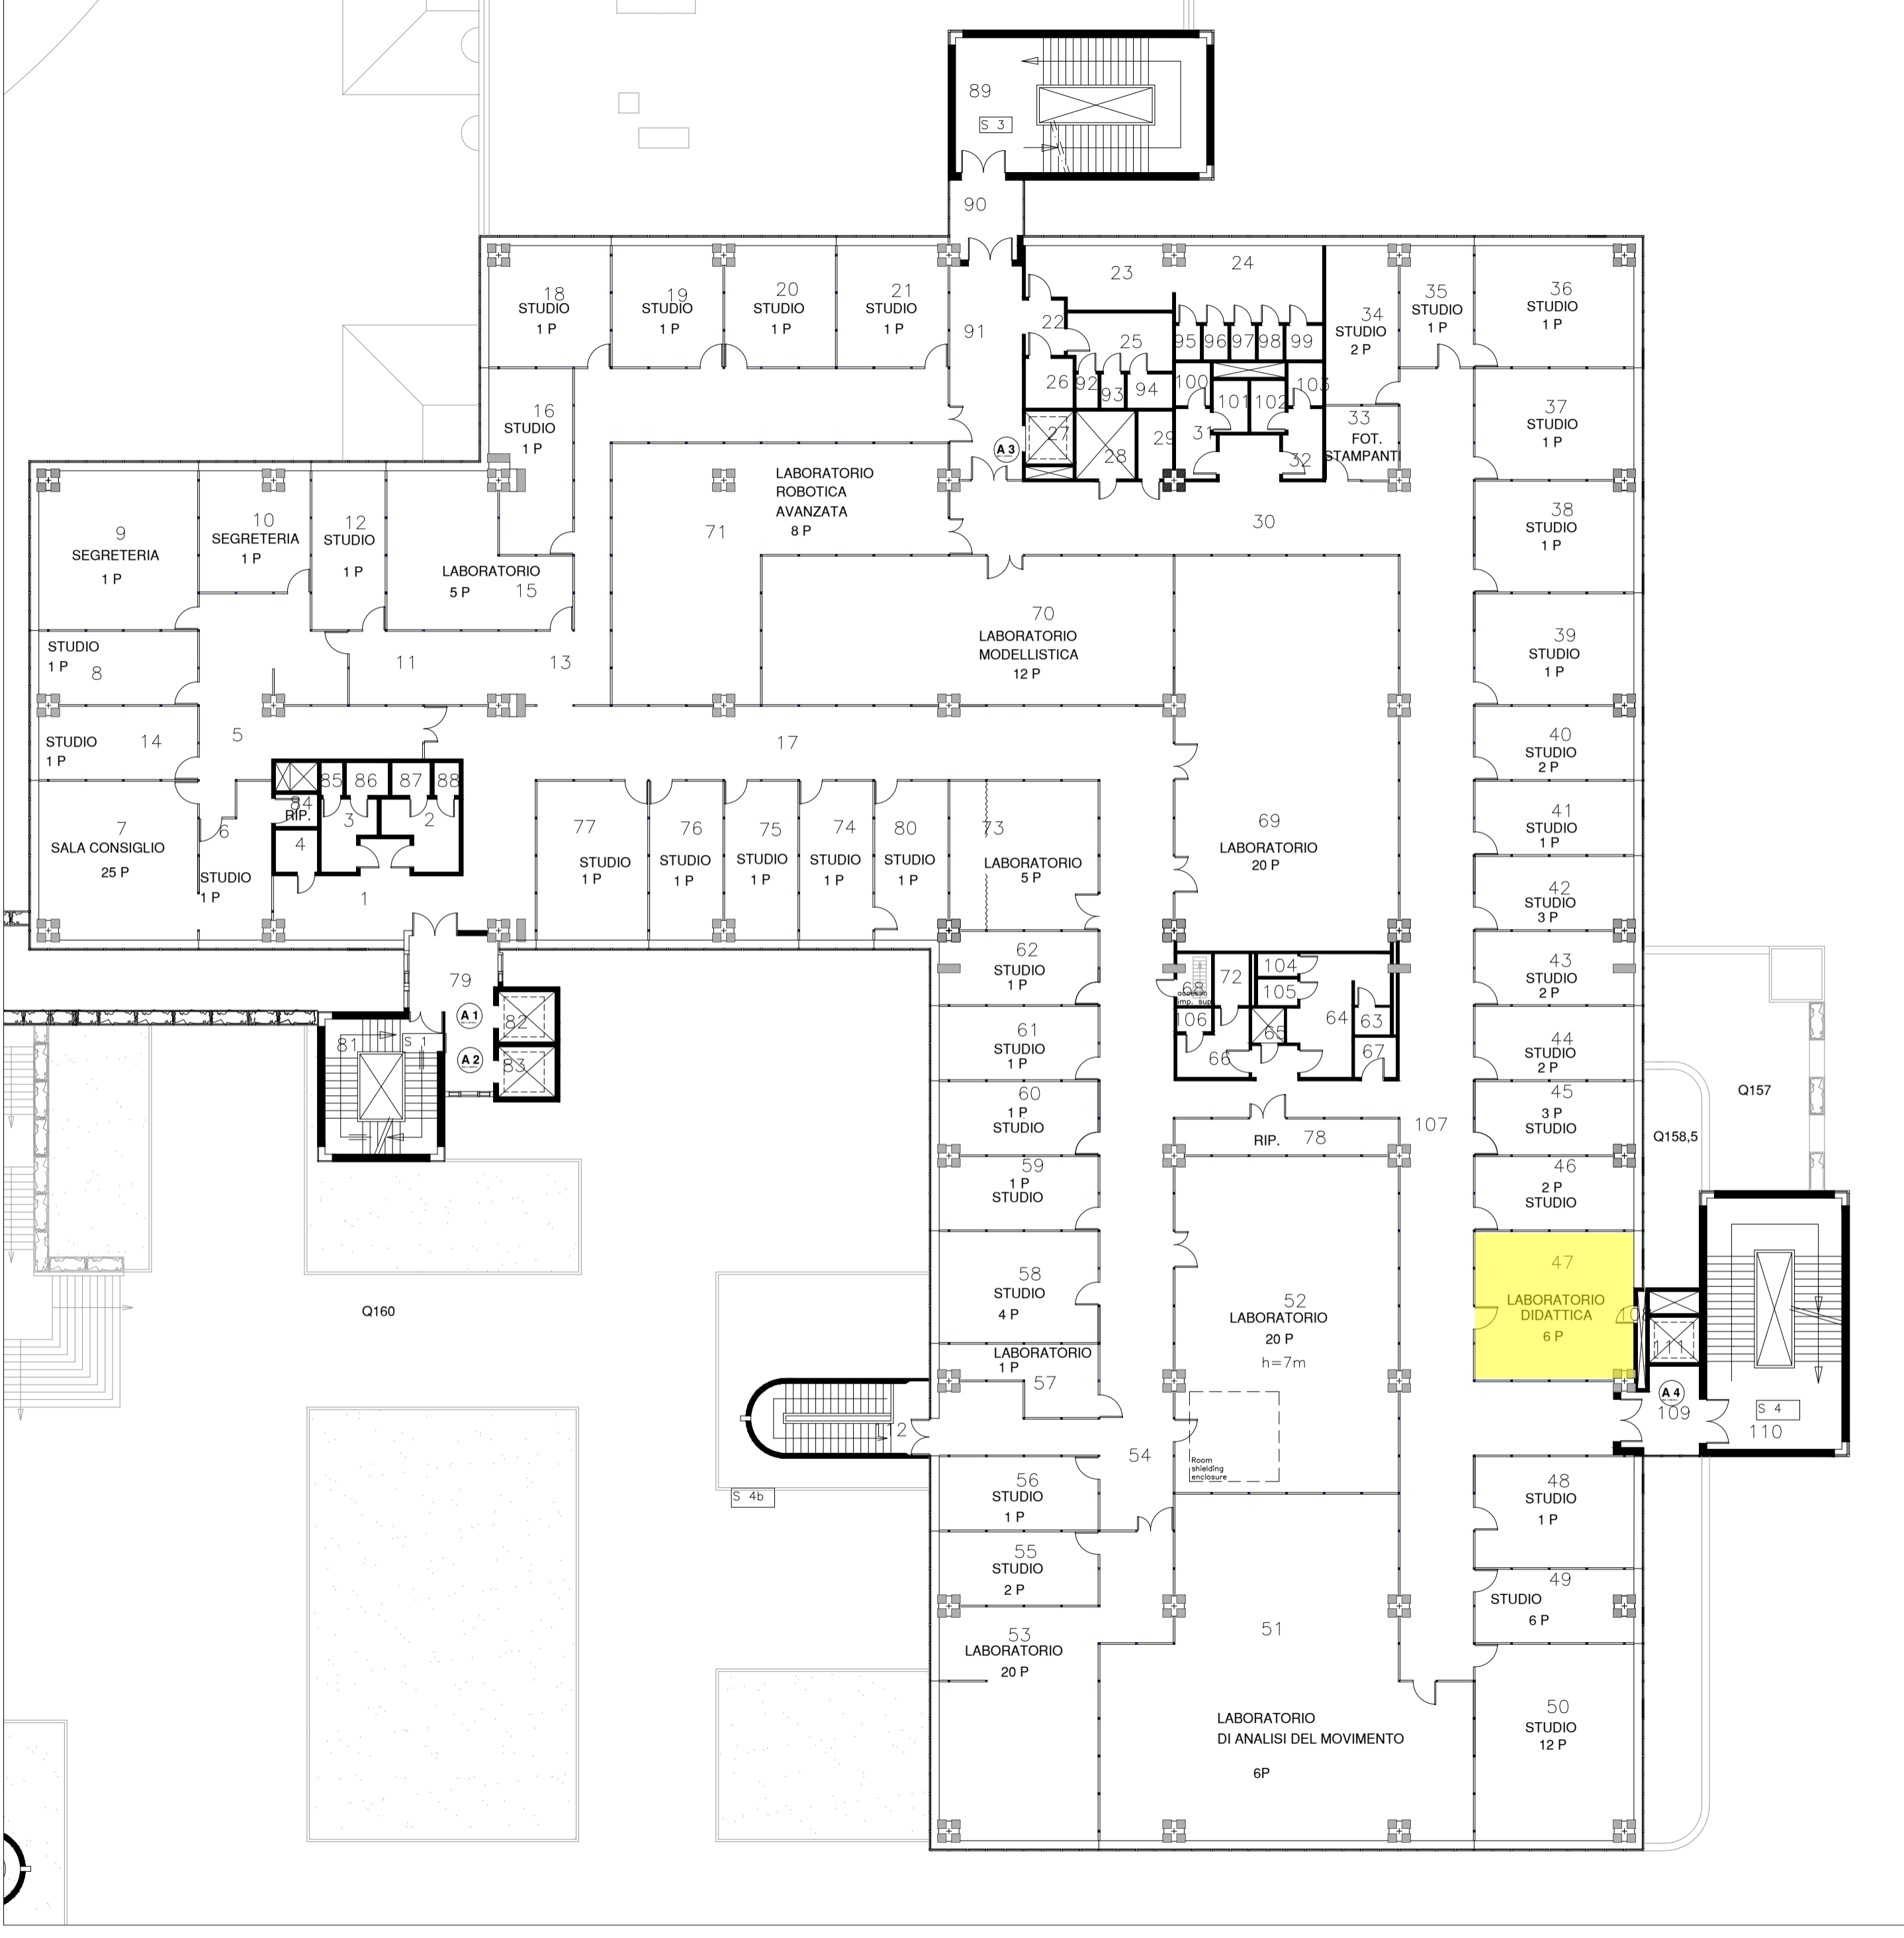 89
S 3
90
18
STUDIO
1 P
19
STUDIO
1 P
20
STUDIO
1 P
21
STUDIO
1 P
91
23
24
22
25
95
96
97
98
99
26
92
93
94
100
101
102
103
27
28
29
31
32
A 3
34
STUDIO
2 P
35
STUDIO
1 P
36
STUDIO
1 P
33
FOT.
STAMPANTI
37
STUDIO
1 P
16
STUDIO
1 P
9
SEGRETERIA
1 P
10
SEGRETERIA
1 P
12
STUDIO
1 P
LABORATORIO
5 P
15
LABORATORIO
ROBOTICA
AVANZATA
8 P
71
30
38
STUDIO
1 P
70
LABORATORIO
MODELLISTICA
12 P
39
STUDIO
1 P
STUDIO
1 P
8
11
13
STUDIO
1 P
14
5
17
40
STUDIO
2 P
7
SALA CONSIGLIO
25 P
6
STUDIO
1 P
84
RIP.
85
86
87
88
3
2
4
1
77
STUDIO
1 P
76
STUDIO
1 P
75
STUDIO
1 P
74
STUDIO
1 P
80
STUDIO
1 P
73
LABORATORIO
5 P
69
LABORATORIO
20 P
41
STUDIO
1 P
42
STUDIO
3 P
79
A 1
A 2
82
83
81
S 1
62
STUDIO
1 P
68
72
104
105
106
65
66
64
63
67
43
STUDIO
2 P
61
STUDIO
1 P
44
STUDIO
2 P
60
1 P
STUDIO
45
3 P
STUDIO
107
RIP.
78
Q157
Q158,5
59
1 P
STUDIO
46
2 P
STUDIO
58
STUDIO
4 P
52
LABORATORIO
20 P
h=7m
47
LABORATORIO
DIDATTICA
6 P
111
A 4
109
S 4
110
Q160
LABORATORIO
1 P
57
Room
shielding
enclosure
54
S 4b
56
STUDIO
1 P
48
STUDIO
1 P
55
STUDIO
2 P
49
STUDIO
6 P
53
LABORATORIO
20 P
51
LABORATORIO
DI ANALISI DEL MOVIMENTO
6P
50
STUDIO
12 P